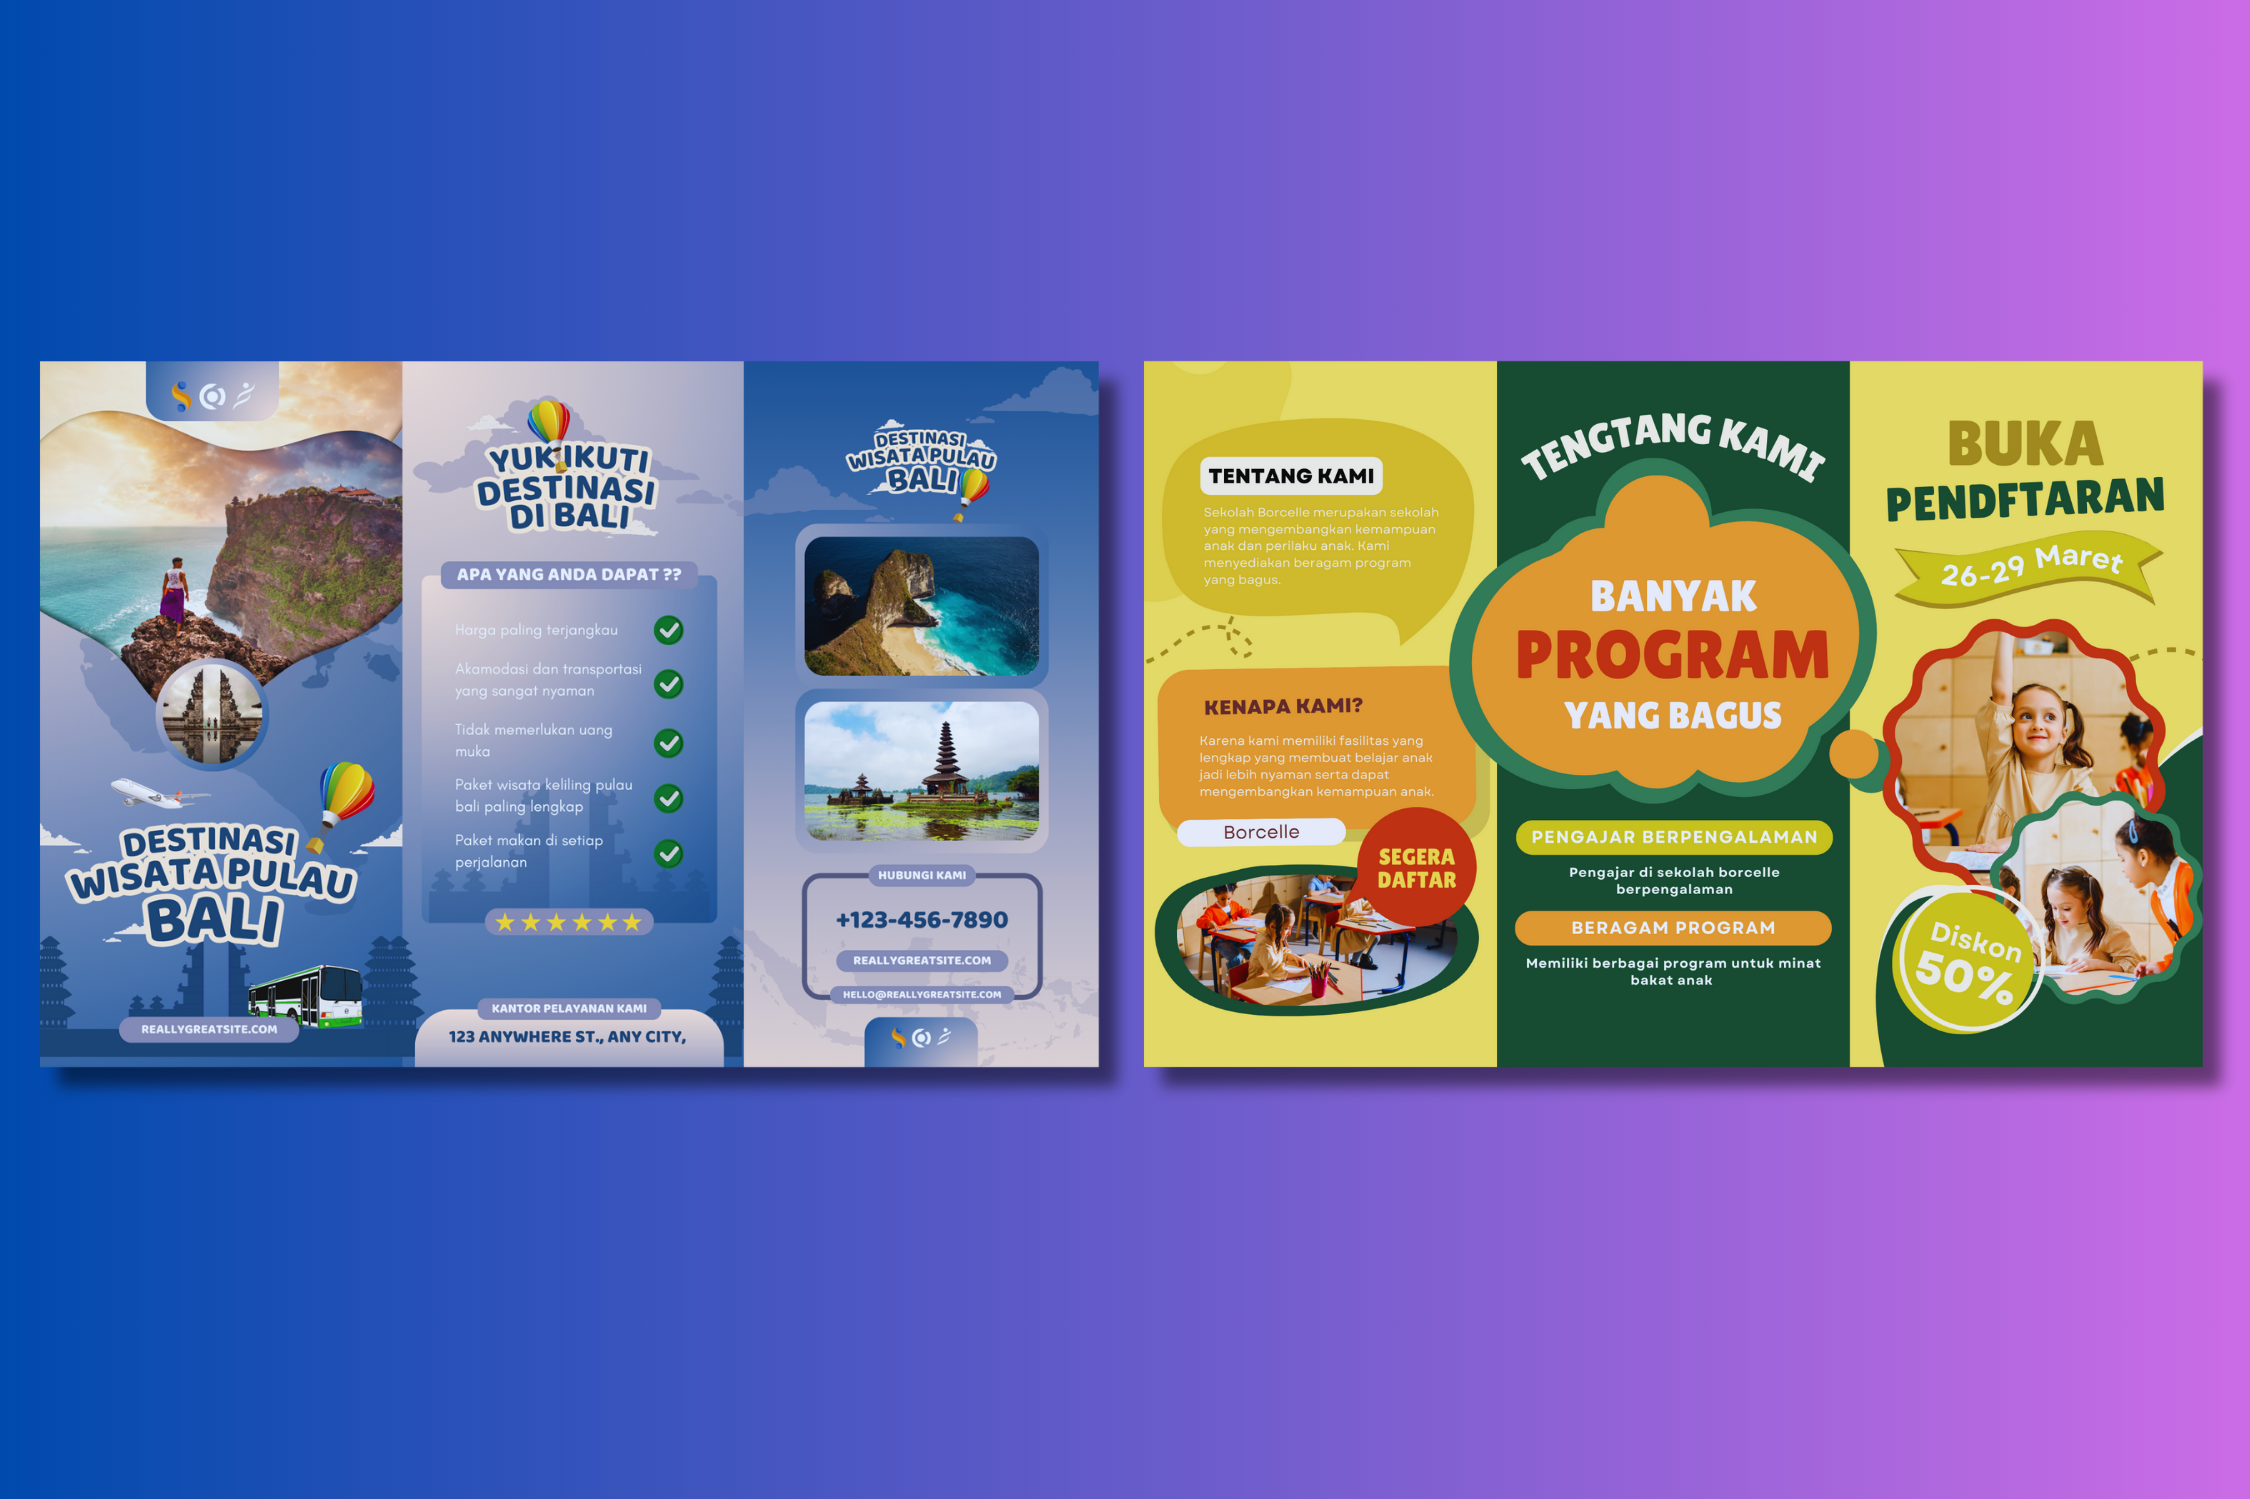 DESTINASI
WISATA PULAU
BALI
REALLYGREATSITE.COM
YUK IKUTI
DESTINASI
DI BALI
APA YANG ANDA DAPAT ??
Harga paling terjangkau
Akamodasi dan transportasi
yang sangat nyaman
Tidak memerlukan uang
muka
Paket wisata keliling pulau
bali paling lengkap
Paket makan di setiap
perjalanan
KANTOR PELAYANAN KAMI
123 ANYWHERE ST., ANY CITY,
DESTINASI
WISATA PULAU
BALI
HUBUNGI KAMI
+123-456-7890
REALLYGREATSITE.COM
HELLO@REALLYGREATSITE.COM
TENTANG KAMI
Sekolah Borcelle merupakan sekolah
yang mengembangkan kemampuan
anak dan perilaku anak. Kami
menyediakan beragam program
yang bagus.
KENAPA KAMI?
Karena kami memiliki fasilitas yang
lengkap yang membuat belajar anak
jadi lebih nyaman serta dapat
mengembangkan kemampuan anak.
Borcelle
SEGERA
DAFTAR
TENGTANG KAMI
BANYAK
PROGRAM
YANG BAGUS
PENGAJAR BERPENGALAMAN
Pengajar di sekolah borcelle
berpengalaman
BERAGAM PROGRAM
Memiliki berbagai program untuk minat
bakat anak
BUKA
PENDFTARAN
26-29 Maret
Diskon
50%